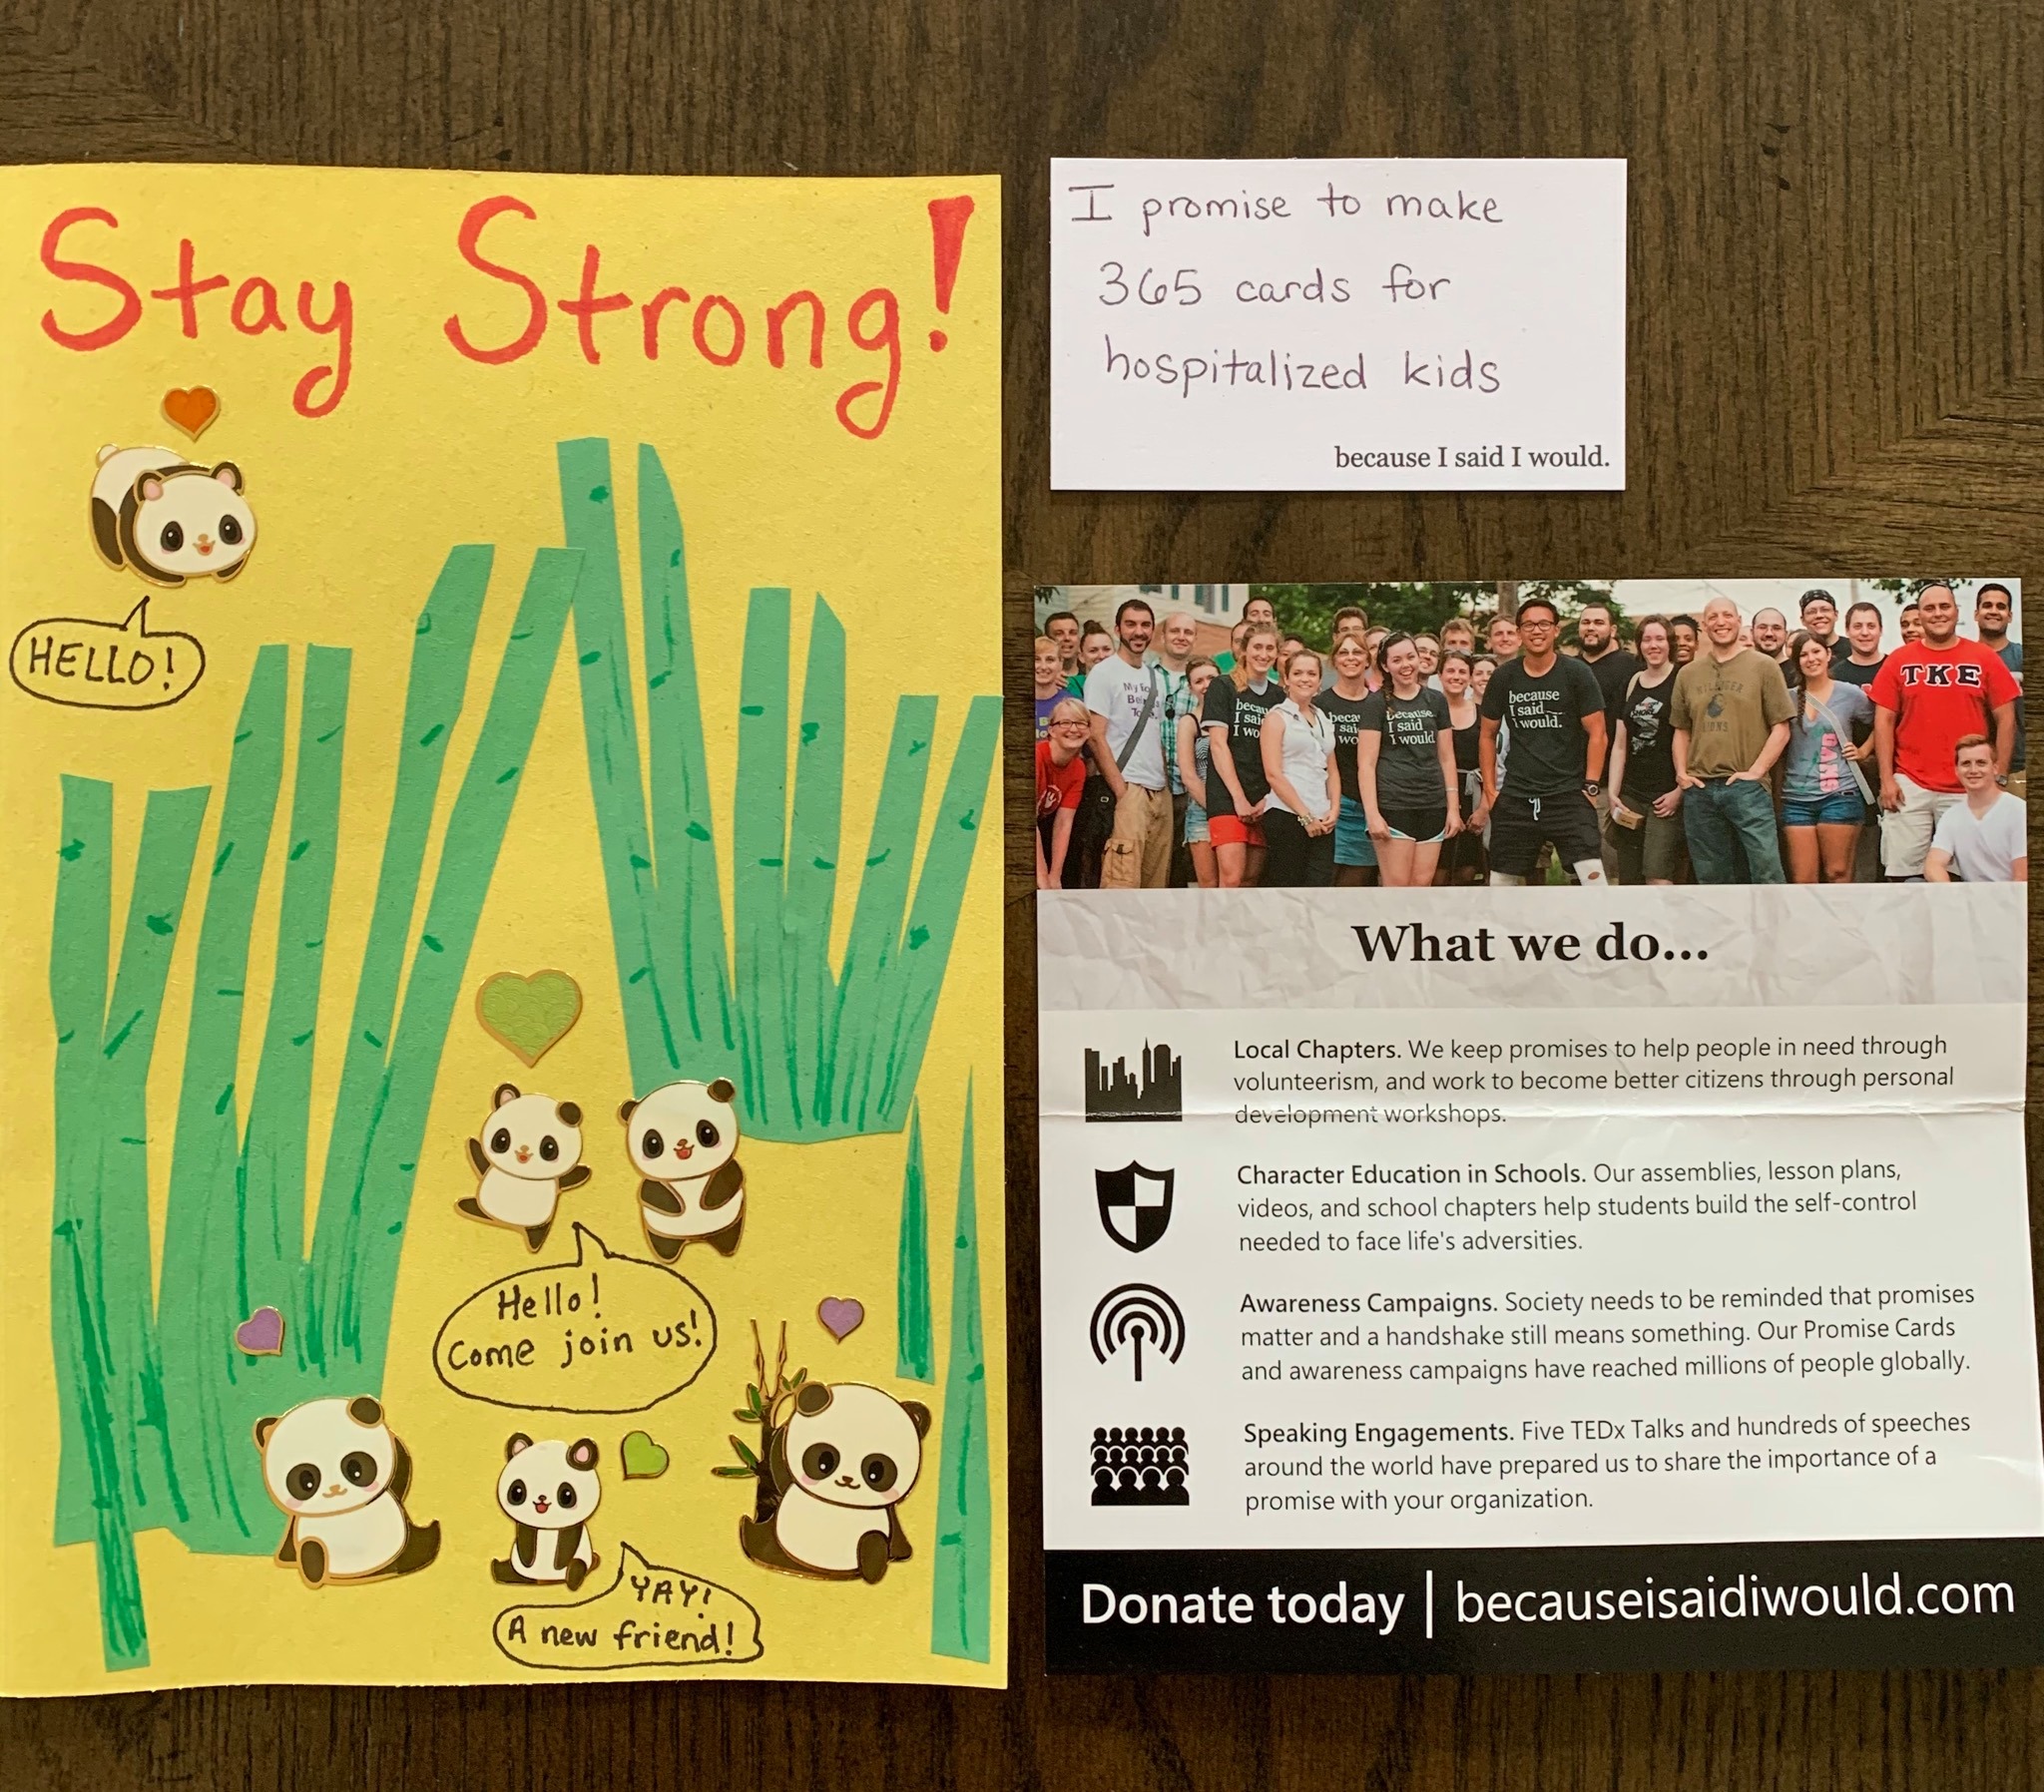 Stay Strong!
HELLO!
Hello!
Come join us!
YAY!
A new friend!
I promise to make
365 cards for
hospitalized kids
because I said I would.
because
I said
I would
because
I said
I would.
TKE
What we do...
Local Chapters. We keep promises to help people in need through
volunteerism, and work to become better citizens through personal
development workshops.
Character Education in Schools. Our assemblies, lesson plans,
videos, and school chapters help students build the self-control
needed to face life's adversities.
Awareness Campaigns. Society needs to be reminded that promises
matter and a handshake still means something. Our Promise Cards
and awareness campaigns have reached millions of people globally.
Speaking Engagements. Five TEDx Talks and hundreds of speeches
around the world have prepared us to share the importance of a
promise with your organization.
Donate today | becauseisaidiwould.com